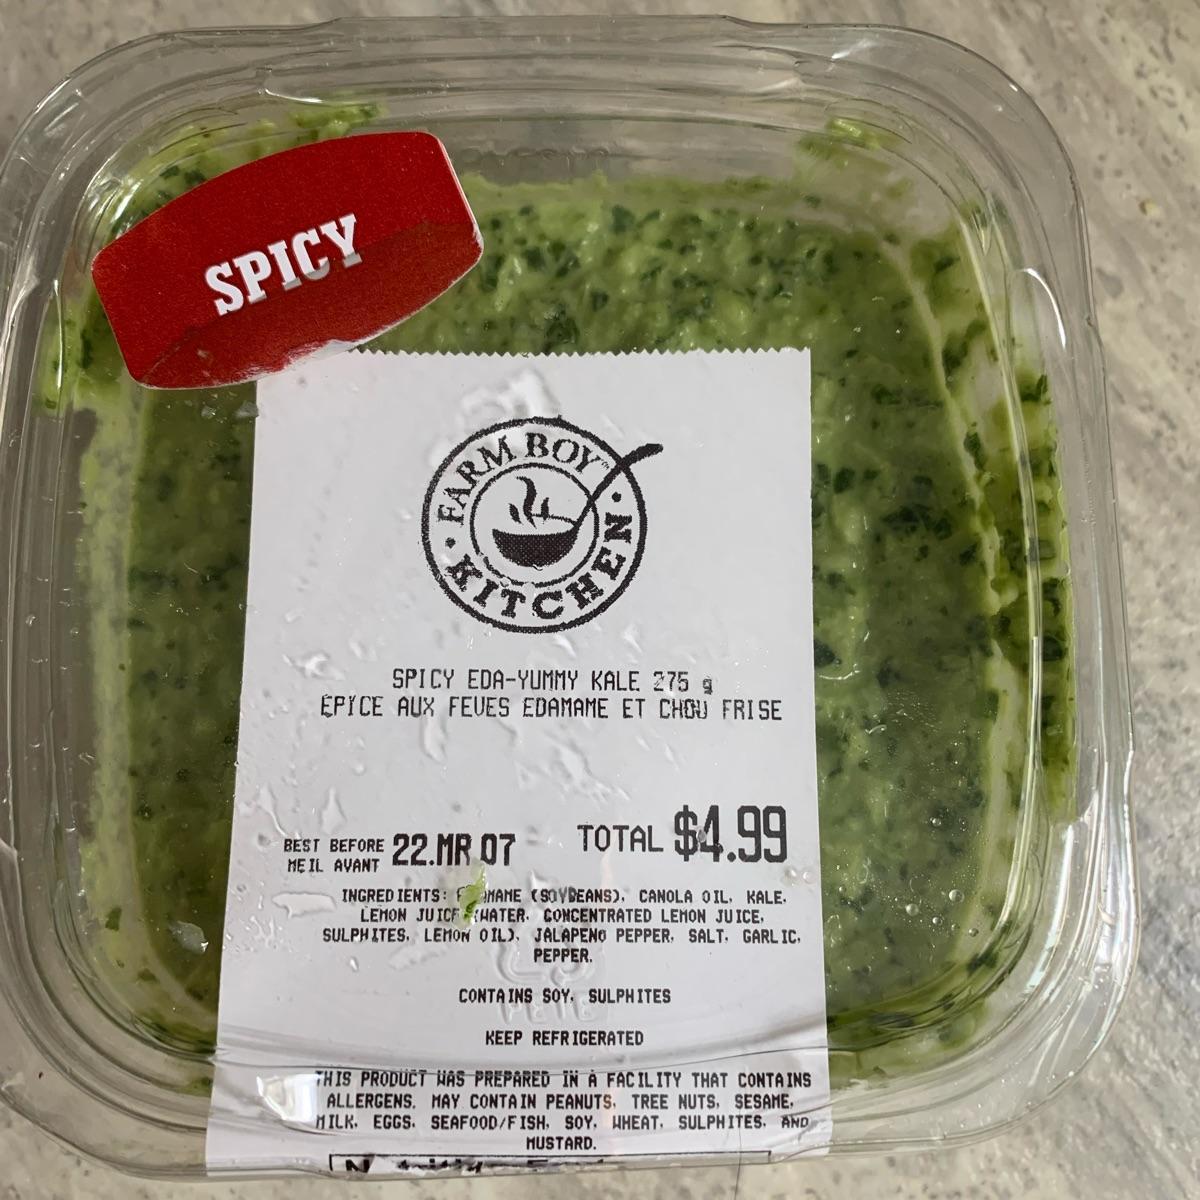 SPICY
FARM BOY™
KITCHEN
SPICY EDA-YUMMY KALE 275 g
EPICE AUX FEVES EDAMAME ET CHOU FRISE
BEST BEFORE 22.MR 07 TOTAL $4.99
MEIL AVANT
INGREDIENTS: (SOYBEANS), CANOLA OIL, KALE,
LEMON JUICE (WATER, CONCENTRATED LEMON JUICE,
SULPHITES, LEMON OIL), JALAPENO PEPPER, SALT, GARLIC,
PEPPER.
CONTAINS SOY, SULPHITES
PETE
KEEP REFRIGERATED
THIS PRODUCT WAS PREPARED IN A FACILITY THAT CONTAINS
ALLERGENS. MAY CONTAIN PEANUTS, TREE NUTS, SESAME,
MILK, EGGS, SEAFOOD/FISH, SOY, WHEAT, SULPHITES, AND
MUSTARD.